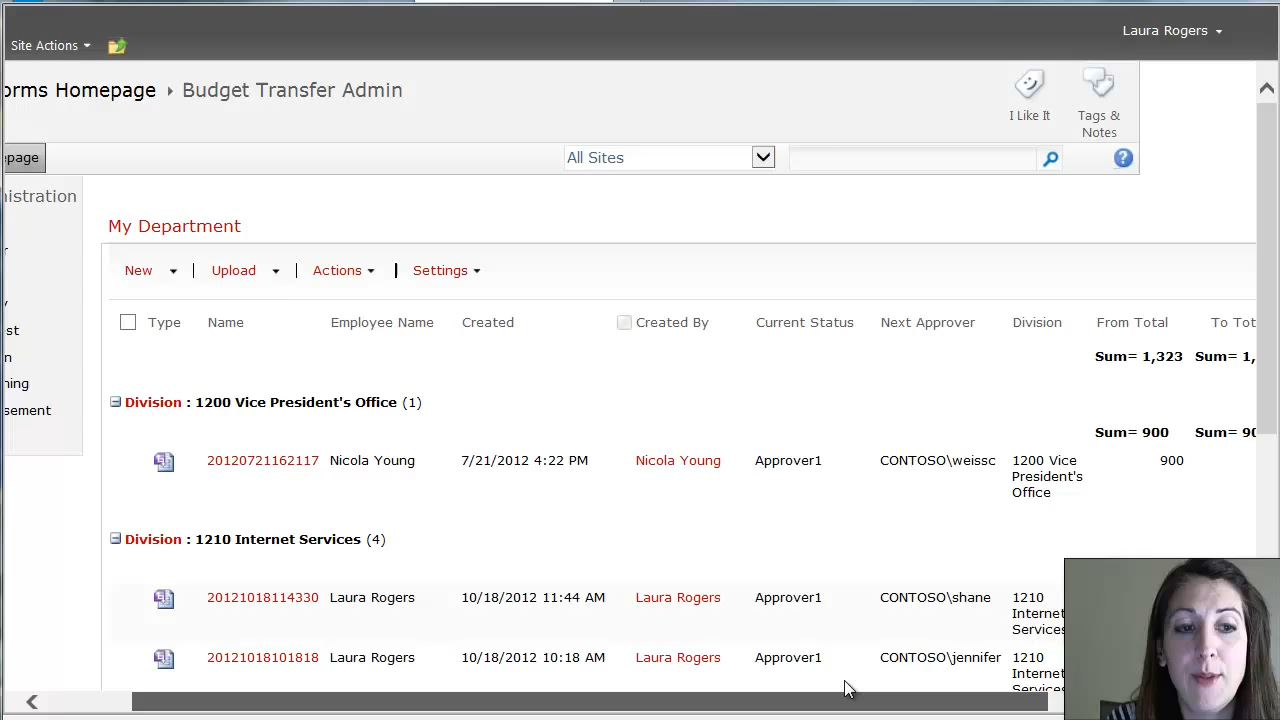 Laura Rogers
Site Actions
orms Homepage ▸ Budget Transfer Admin
I Like It
Tags & Notes
epage
All Sites
nistration
r
y
st
n
ning
sement
My Department
New | Upload | Actions | Settings
Type Name Employee Name Created Created By Current Status Next Approver Division From Total To Tot
Sum= 1,323 Sum= 1,
Division : 1200 Vice President's Office (1)
Sum= 900 Sum= 90
20120721162117 Nicola Young 7/21/2012 4:22 PM Nicola Young Approver1 CONTOSO\weissc 1200 Vice President's Office 900
Division : 1210 Internet Services (4)
20121018114330 Laura Rogers 10/18/2012 11:44 AM Laura Rogers Approver1 CONTOSO\shane 1210 Internet Services
20121018101818 Laura Rogers 10/18/2012 10:18 AM Laura Rogers Approver1 CONTOSO\jennifer 1210 Internet Services